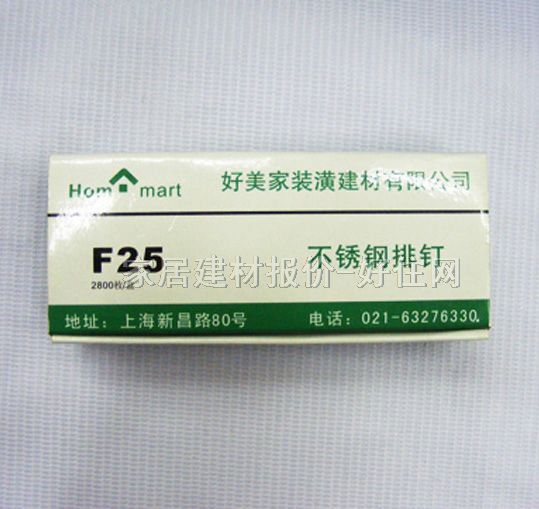 Hom mart
好美家装潢建材有限公司
F25
不锈钢排钉
2800枚/盒
家居建材报价-好住网
地址：上海新昌路80号
电话：021-63276330